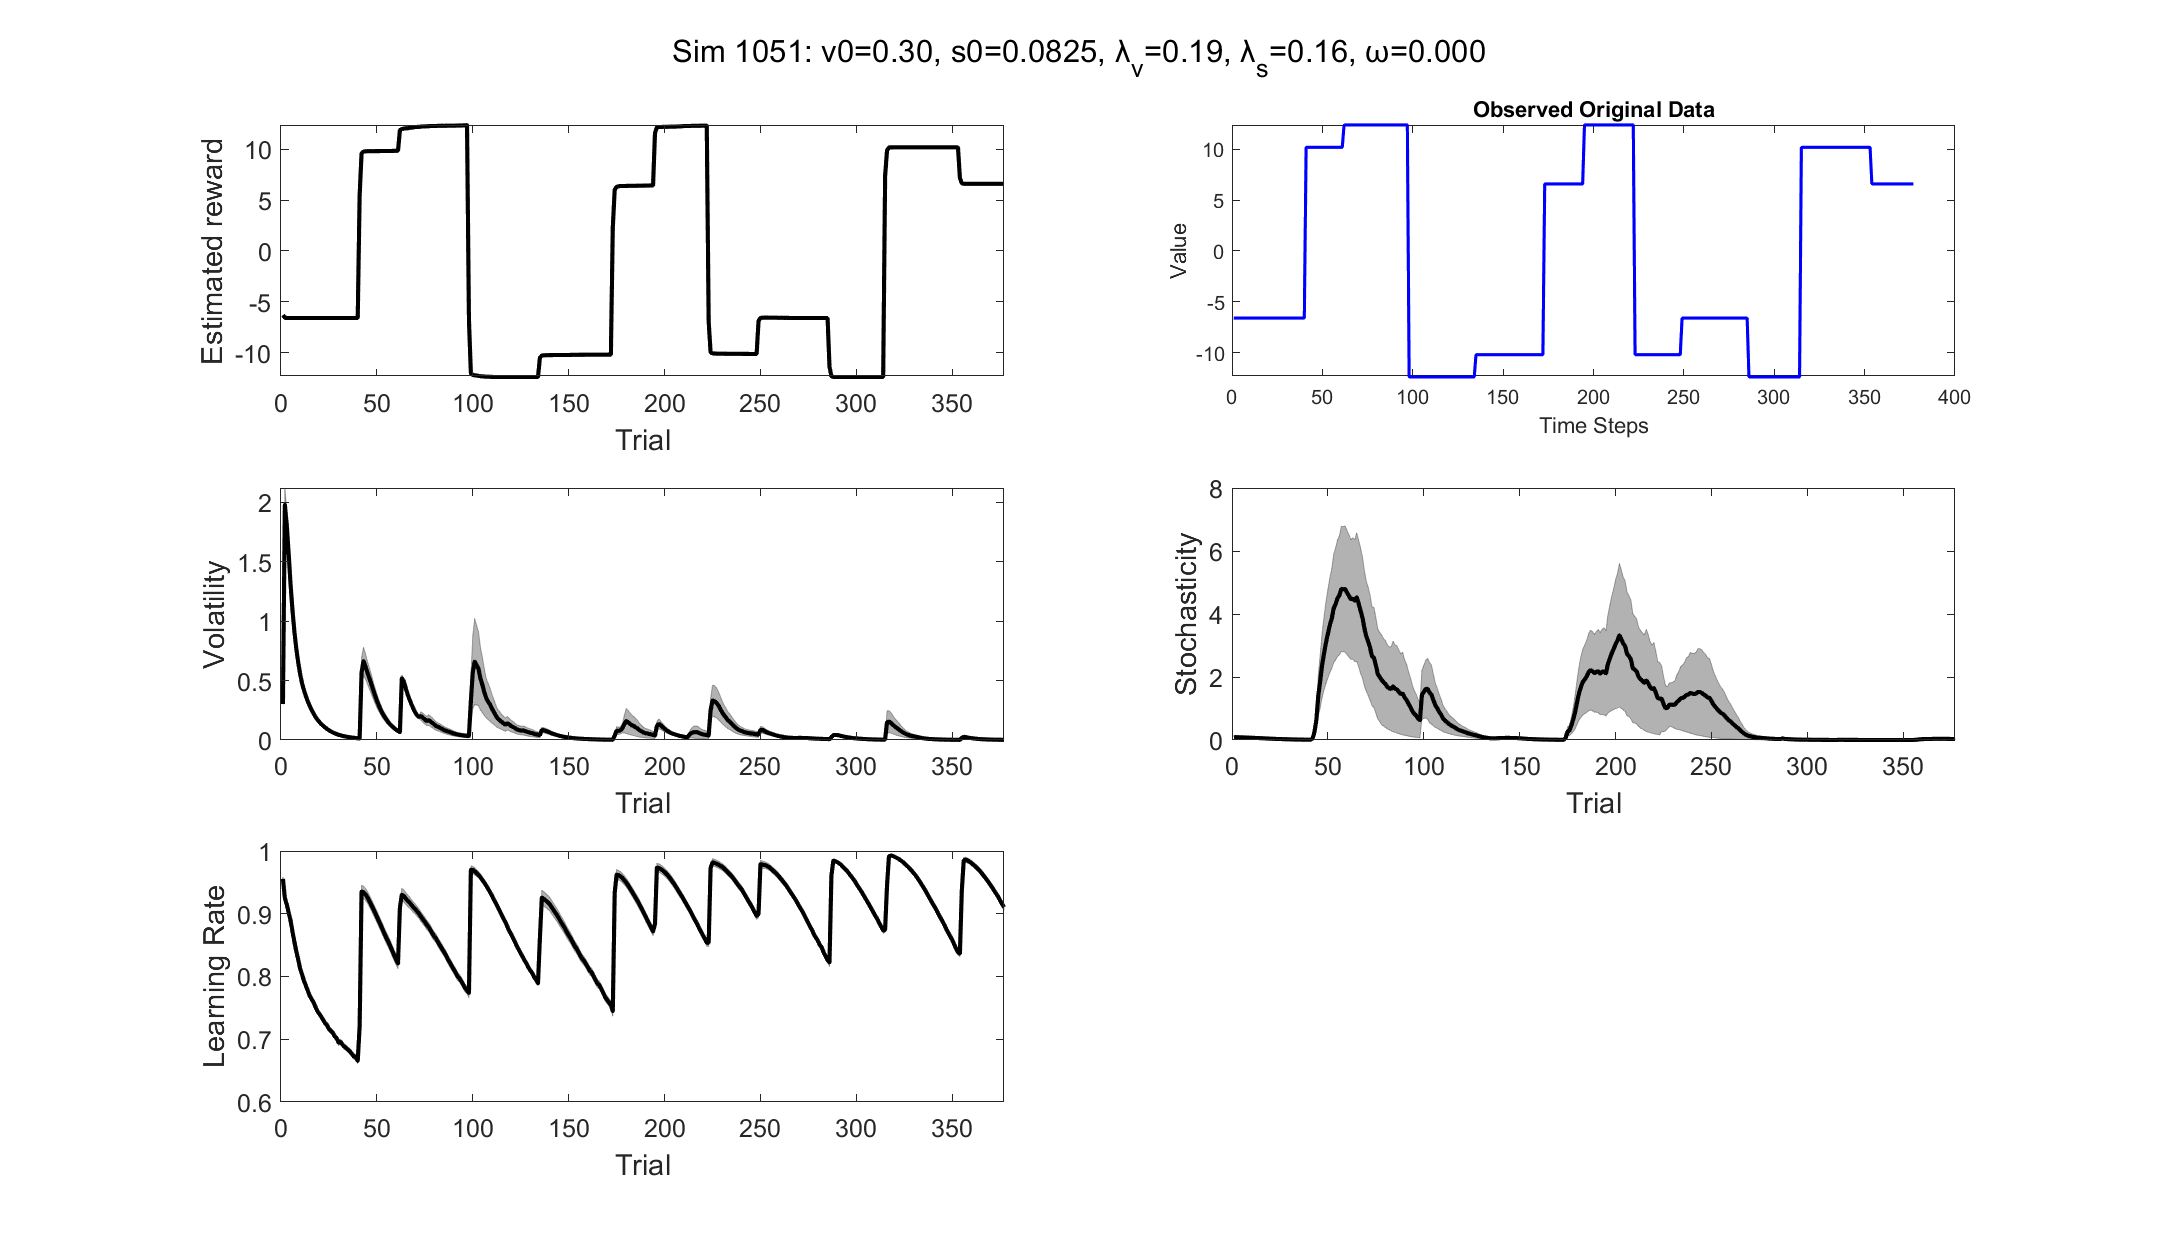 Sim 1051: v0=0.30, s0=0.0825, λ_v=0.19, λ_s=0.16, ω=0.000
Estimated reward
10
5
0
-5
-10
0 50 100 150 200 250 300 350
Trial
Observed Original Data
Value
10
5
0
-5
-10
0 50 100 150 200 250 300 350 400
Time Steps
Volatility
2
1.5
1
0.5
0
0 50 100 150 200 250 300 350
Trial
Stochasticity
8
6
4
2
0
0 50 100 150 200 250 300 350
Trial
Learning Rate
1
0.9
0.8
0.7
0.6
0 50 100 150 200 250 300 350
Trial